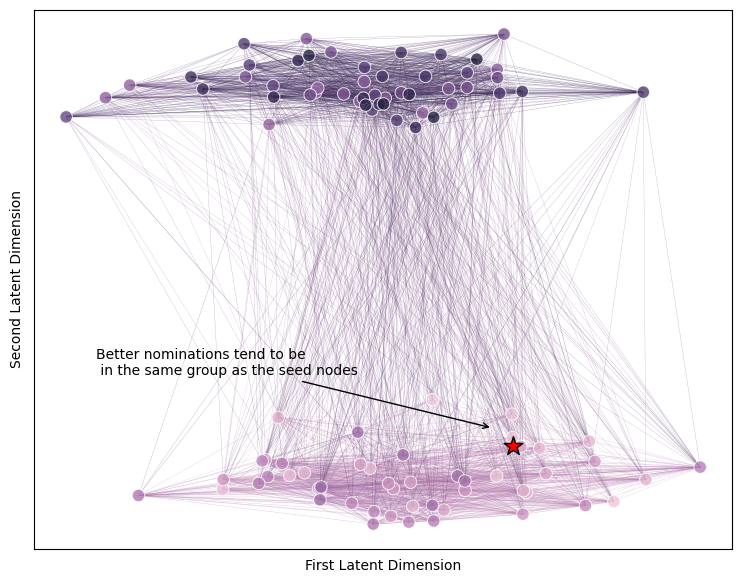 Second Latent Dimension
Better nominations tend to be
in the same group as the seed nodes
First Latent Dimension